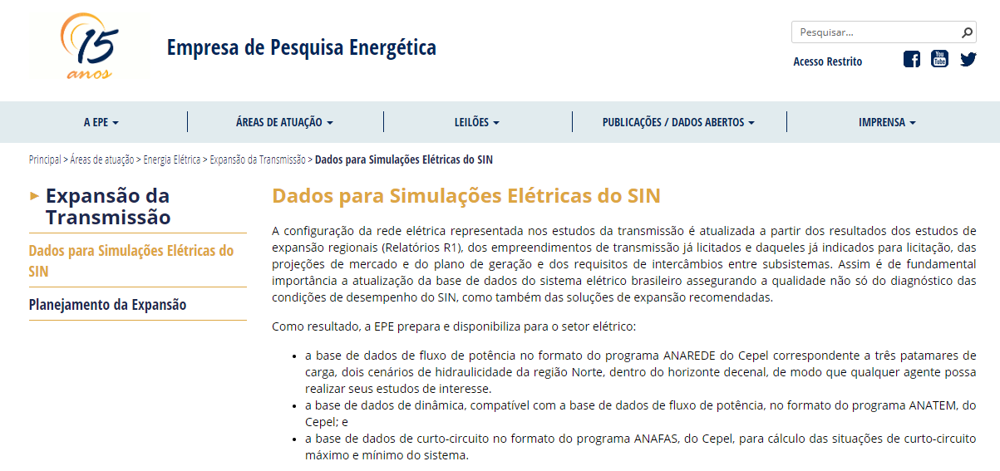 15
anos
Empresa de Pesquisa Energética
Pesquisar...
Acesso Restrito
You
Tube
A EPE
ÁREAS DE ATUAÇÃO
LEILÕES
PUBLICAÇÕES / DADOS ABERTOS
IMPRENSA
Principal > Áreas de atuação > Energia Elétrica > Expansão da Transmissão > Dados para Simulações Elétricas do SIN
Expansão da
Transmissão
Dados para Simulações Elétricas do
SIN
Planejamento da Expansão
Dados para Simulações Elétricas do SIN
A configuração da rede elétrica representada nos estudos da transmissão é atualizada a partir dos resultados dos estudos de
expansão regionais (Relatórios R1), dos empreendimentos de transmissão já licitados e daqueles já indicados para licitação, das
projeções de mercado e do plano de geração e dos requisitos de intercâmbios entre subsistemas. Assim é de fundamental
importância a atualização da base de dados do sistema elétrico brasileiro assegurando a qualidade não só do diagnóstico das
condições de desempenho do SIN, como também das soluções de expansão recomendadas.
Como resultado, a EPE prepara e disponibiliza para o setor elétrico:
• a base de dados de fluxo de potência no formato do programa ANAREDE do Cepel correspondente a três patamares de
carga, dois cenários de hidraulicidade da região Norte, dentro do horizonte decenal, de modo que qualquer agente possa
realizar seus estudos de interesse.
• a base de dados de dinâmica, compatível com a base de dados de fluxo de potência, no formato do programa ANATEM, do
Cepel; e
• a base de dados de curto-circuito no formato do programa ANAFAS, do Cepel, para cálculo das situações de curto-circuito
máximo e mínimo do sistema.